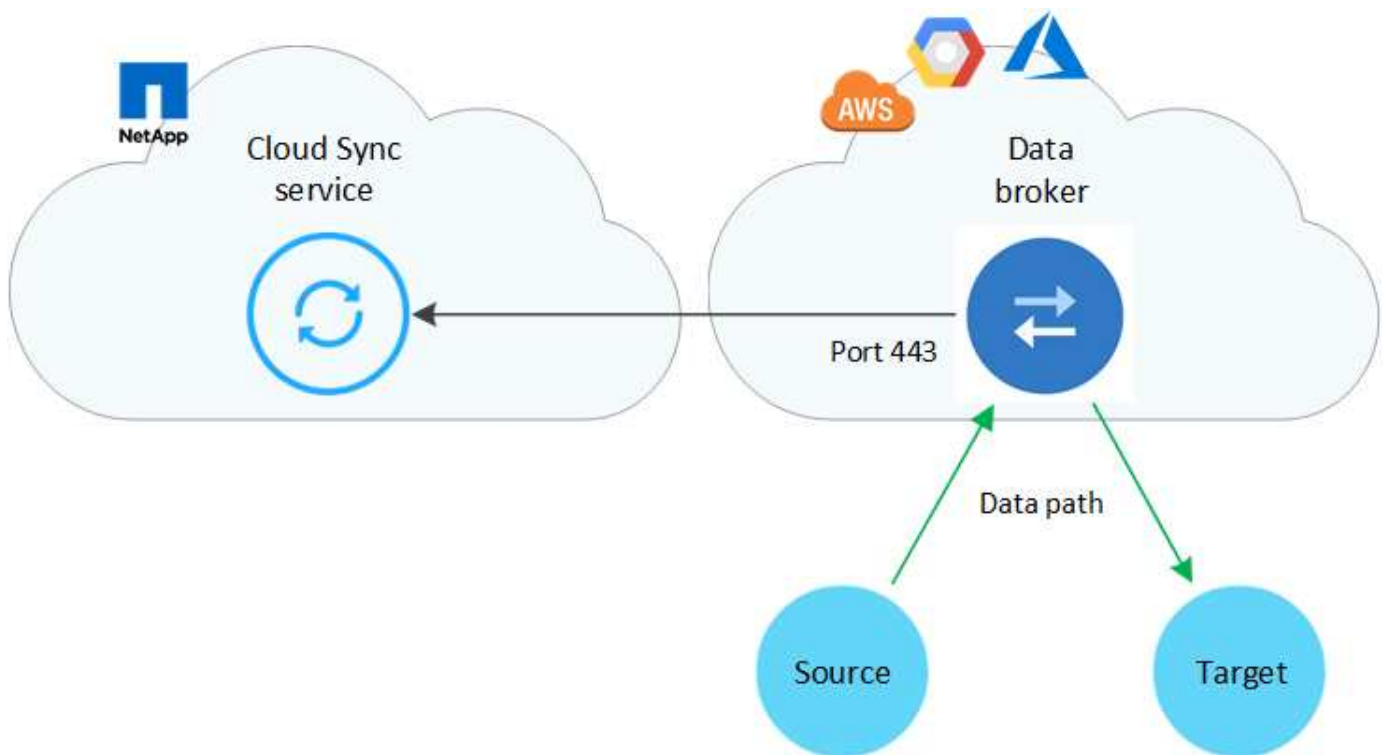 NetApp
Cloud Sync
service
AWS
Data
broker
Port 443
Data path
Source
Target